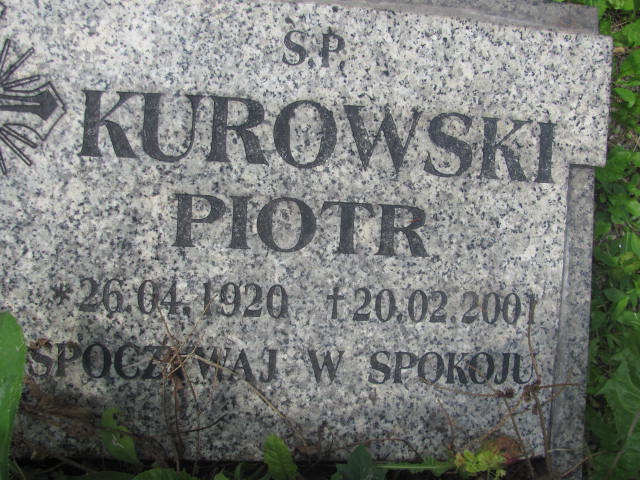 Ś.P.
KUROWSKI
PIOTR
*26.04.1920 †20.02.2001
SPOCZYWAJ W SPOKOJU